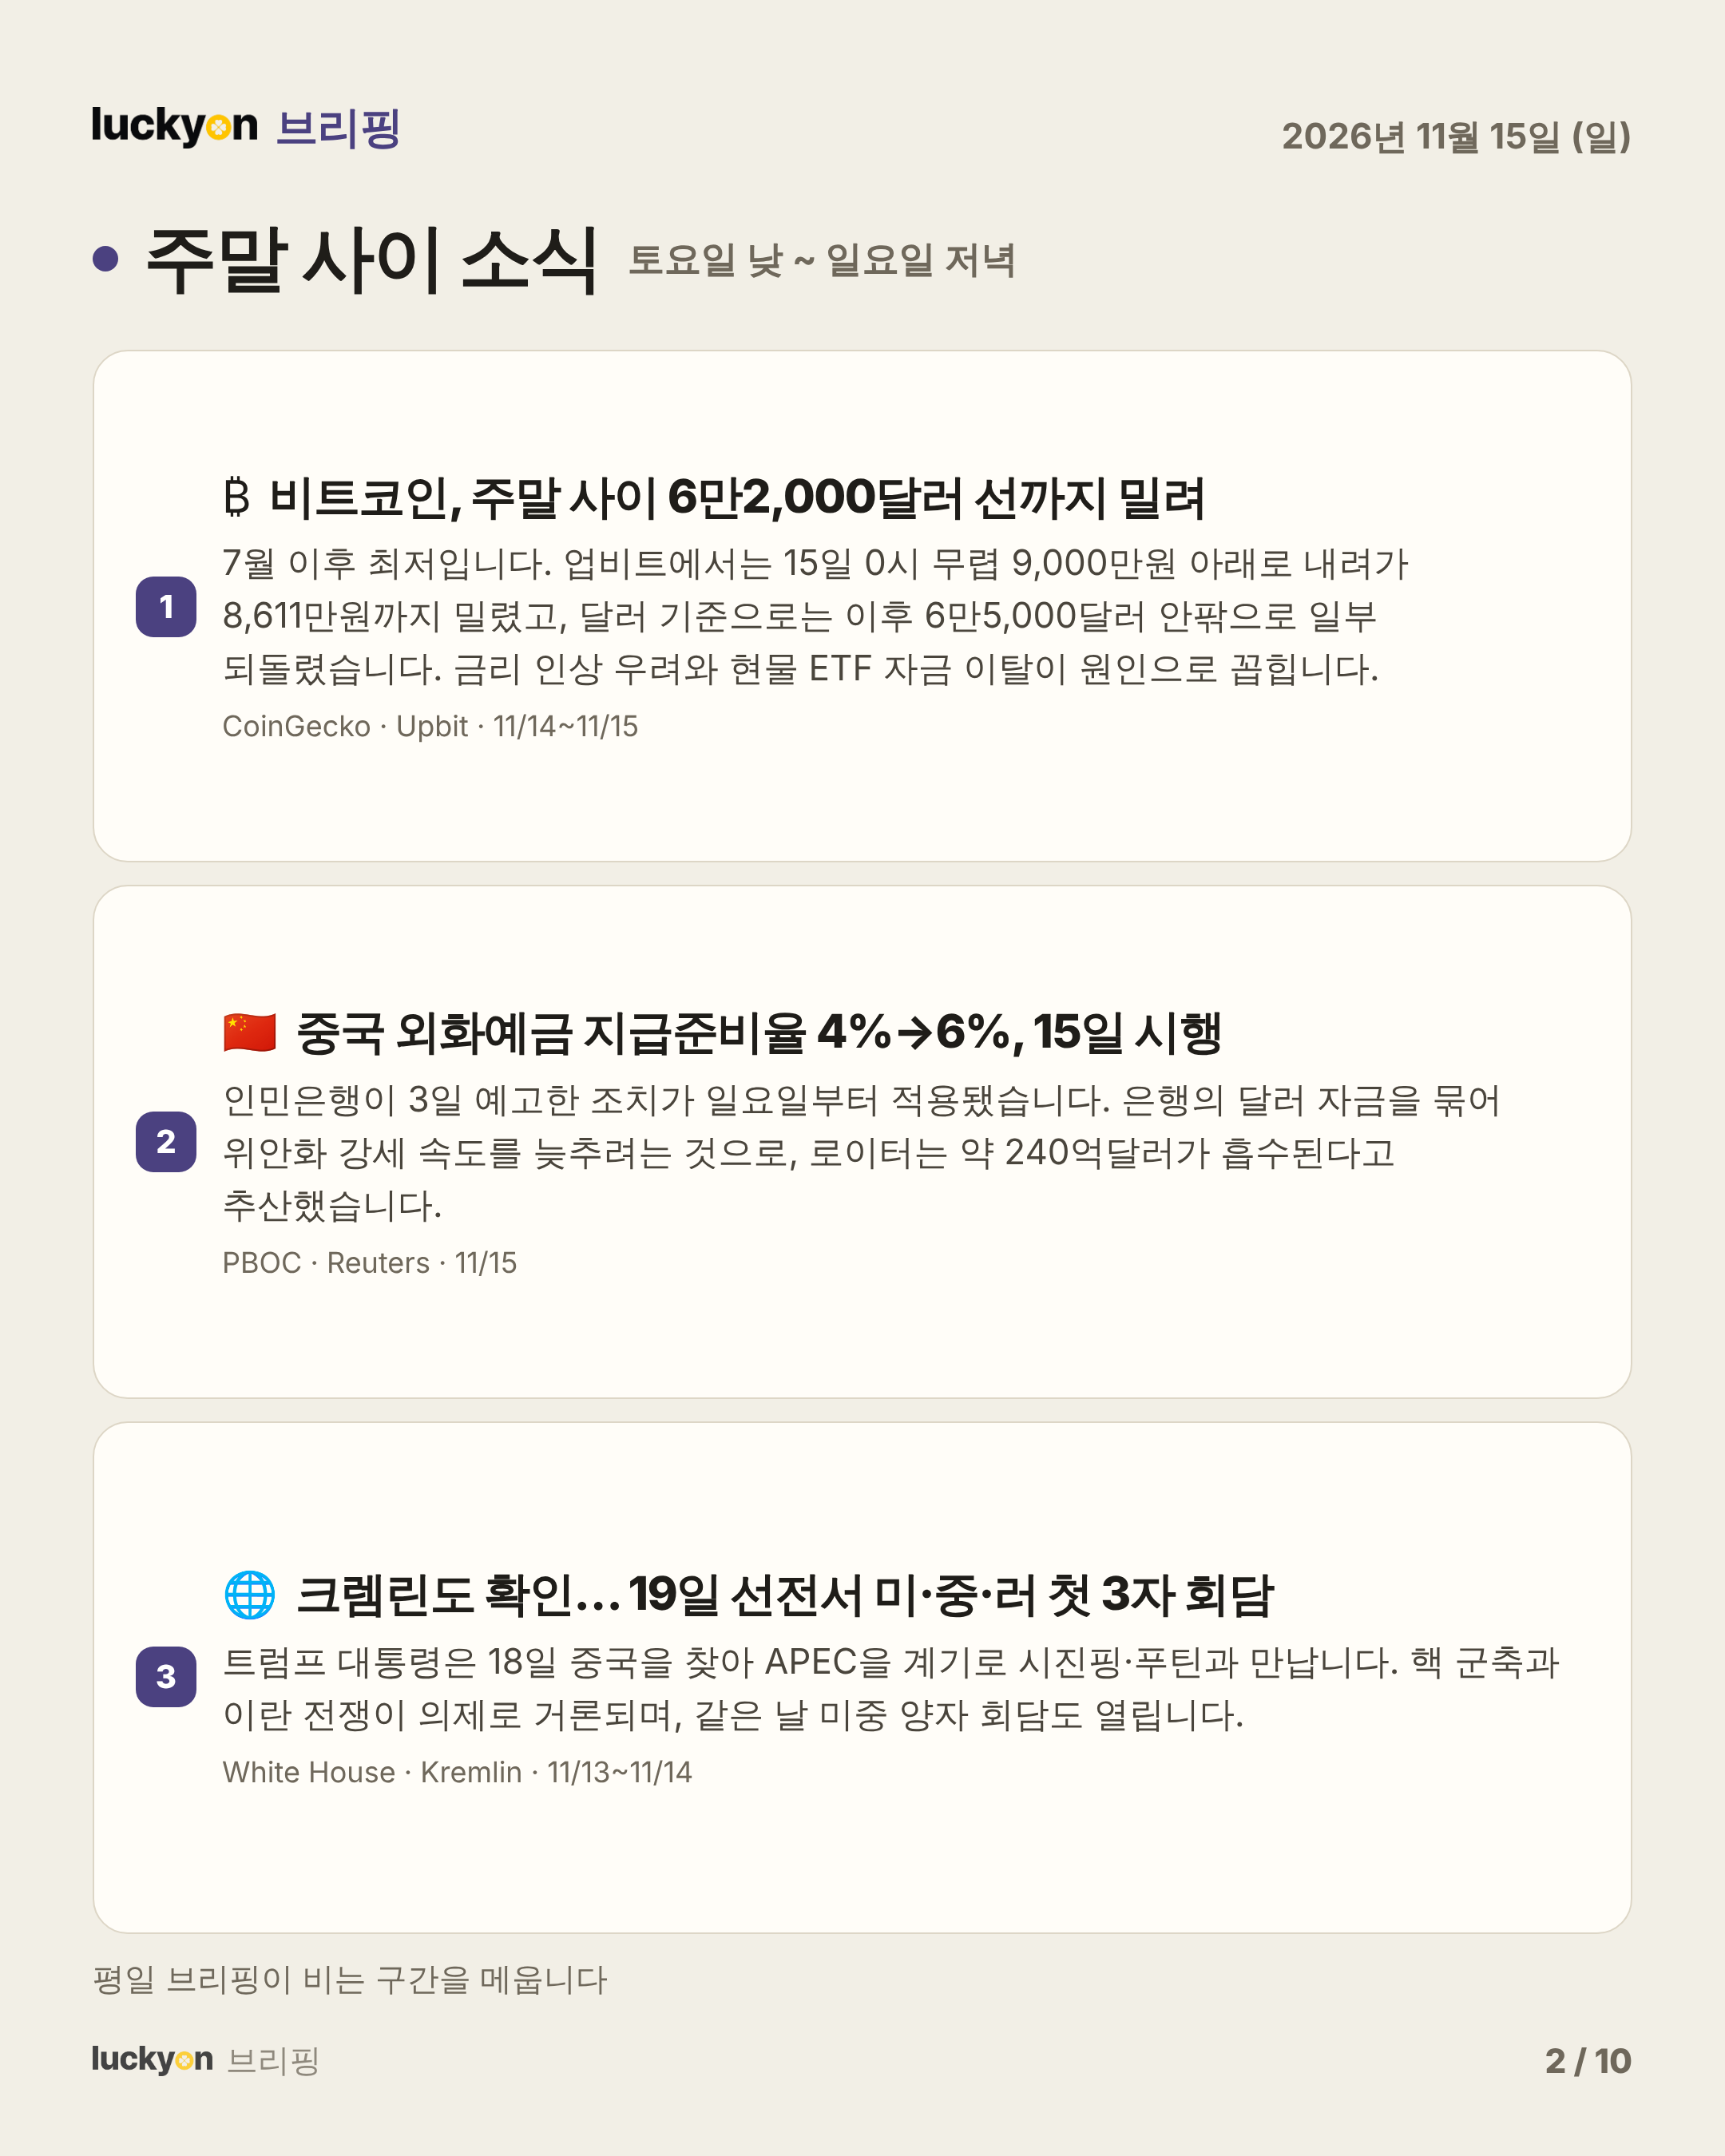 luckyon 브리핑
2026년 11월 15일 (일)
주말 사이 소식 토요일 낮 ~ 일요일 저녁
1
₿ 비트코인, 주말 사이 6만2,000달러 선까지 밀려
7월 이후 최저입니다. 업비트에서는 15일 0시 무렵 9,000만원 아래로 내려가
8,611만원까지 밀렸고, 달러 기준으로는 이후 6만5,000달러 안팎으로 일부
되돌렸습니다. 금리 인상 우려와 현물 ETF 자금 이탈이 원인으로 꼽힙니다.
CoinGecko · Upbit · 11/14~11/15
2
🇨🇳 중국 외화예금 지급준비율 4%→6%, 15일 시행
인민은행이 3일 예고한 조치가 일요일부터 적용됐습니다. 은행의 달러 자금을 묶어
위안화 강세 속도를 늦추려는 것으로, 로이터는 약 240억달러가 흡수된다고
추산했습니다.
PBOC · Reuters · 11/15
3
🌐 크렘린도 확인… 19일 선전서 미·중·러 첫 3자 회담
트럼프 대통령은 18일 중국을 찾아 APEC을 계기로 시진핑·푸틴과 만납니다. 핵 군축과
이란 전쟁이 의제로 거론되며, 같은 날 미중 양자 회담도 열립니다.
White House · Kremlin · 11/13~11/14
평일 브리핑이 비는 구간을 메웁니다
luckyon 브리핑
2 / 10